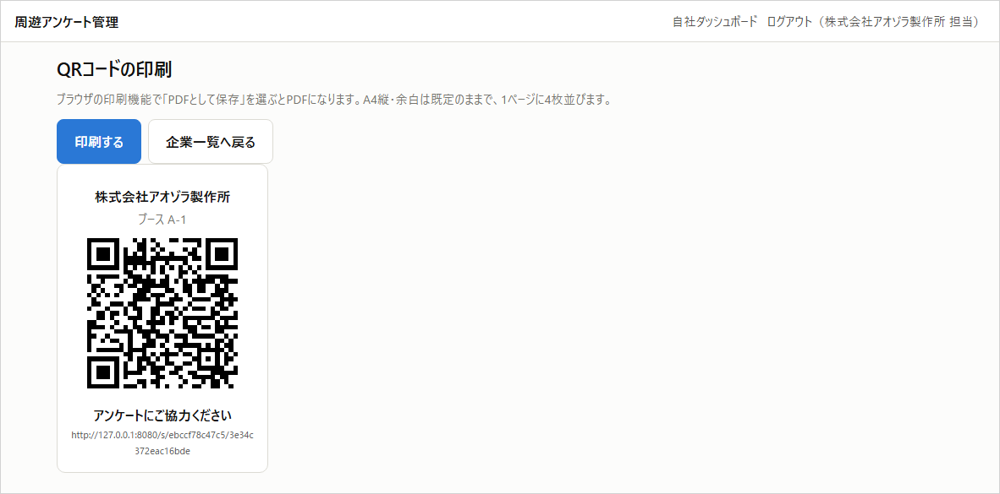 周遊アンケート管理
自社ダッシュボード ログアウト（株式会社アオゾラ製作所 担当）
QRコードの印刷
ブラウザの印刷機能で「PDFとして保存」を選ぶとPDFになります。A4縦・余白は既定のままで、1ページに4枚並びます。
印刷する 企業一覧へ戻る
株式会社アオゾラ製作所
ブース A-1
アンケートにご協力ください
http://127.0.0.1:8080/s/ebccf78c47c5/3e34c
372eac16bde